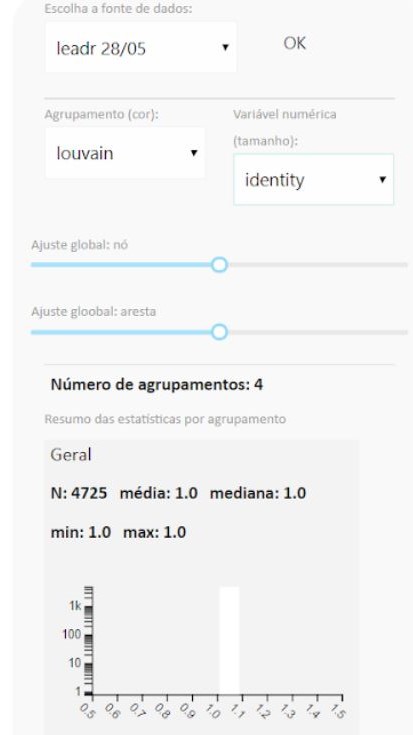 Escolha a fonte de dados:
leadr 28/05
OK
Agrupamento (cor):
Variável numérica
(tamanho):
louvain
identity
Ajuste global: nó
Ajuste gloobal: aresta
Número de agrupamentos: 4
Resumo das estatísticas por agrupamento
Geral
N: 4725 média: 1.0 mediana: 1.0
min: 1.0 max: 1.0
1k
100
10
1
0.5 0.6 0.7 0.8 0.9 1.0 1.1 1.2 1.3 1.4 1.5